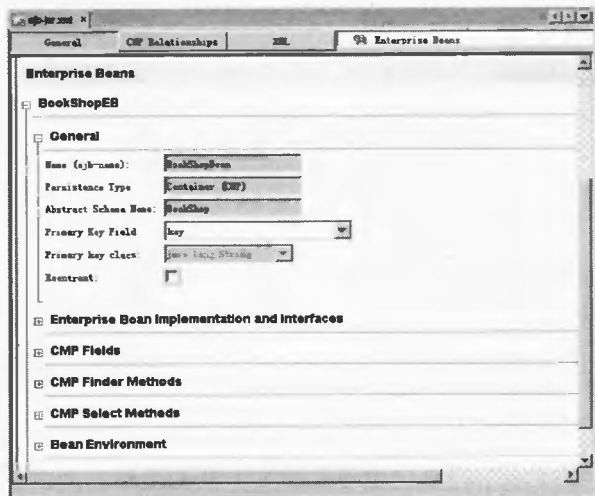 ejb-jar.xml ×
General CMP Relationships XML Enterprise Beans
Enterprise Beans
BookShopEB
General
Name (ejb-name): BookShopBean
Persistence Type Container (CMP)
Abstract Schema Name: BookShop
Primary Key Field key
Primary key class: java.lang.String
Reentrant:
Enterprise Bean Implementation and Interfaces
CMP Fields
CMP Finder Methods
CMP Select Methods
Bean Environment